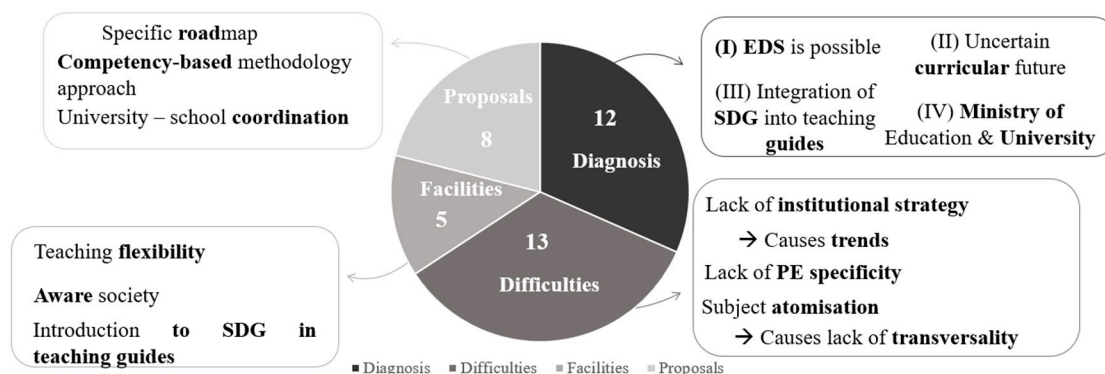 Specific roadmap
Competency-based methodology
approach
University – school coordination
(I) EDS is possible
(II) Uncertain
curricular future
(III) Integration of
SDG into teaching
guides
(IV) Ministry of
Education & University
Proposals
8
12
Diagnosis
Facilities
5
13
Difficulties
Teaching flexibility
Aware society
Introduction to SDG in
teaching guides
Lack of institutional strategy
→ Causes trends
Lack of PE specificity
Subject atomisation
→ Causes lack of transversality
Diagnosis Difficulties Facilities Proposals